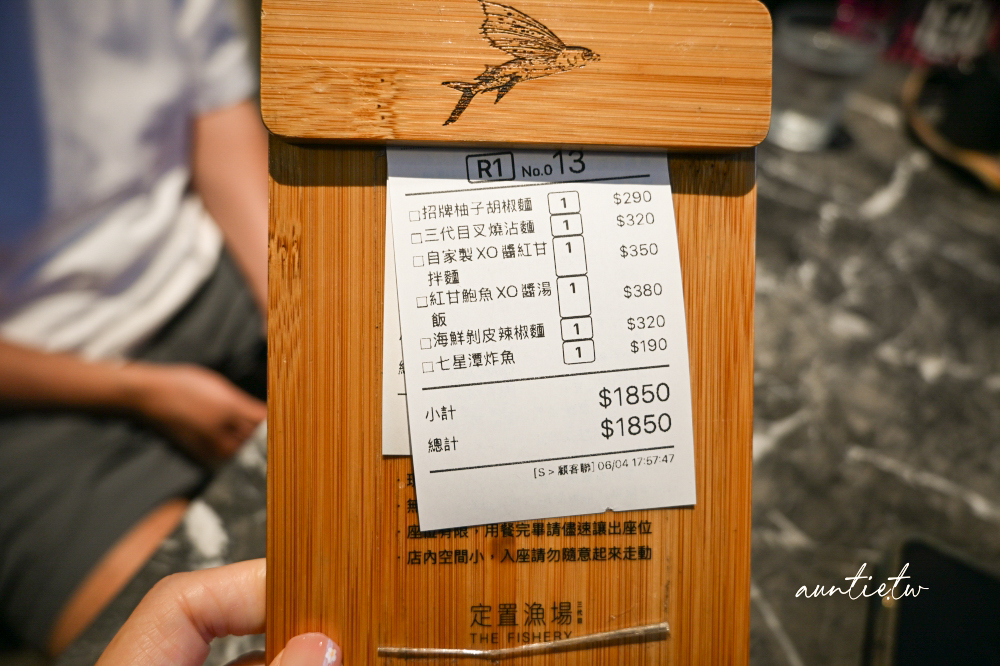 R1 No.013
□招牌柚子胡椒麵 1 $290
□三代目叉燒沾麵 1 $320
□自家製XO醬紅甘 1 $350
拌麵
□紅甘鮑魚XO醬湯 1 $380
飯
□海鮮剝皮辣椒麵 1 $320
□七星潭炸魚 1 $190
小計 $1850
總計 $1850
[S > 顧客聯] 06/04 17:57:47
有限，用餐完畢請儘速讓出座位
·店內空間小，入座請勿隨意起來走動
定置漁場
THE FISHERY
auntie.tw